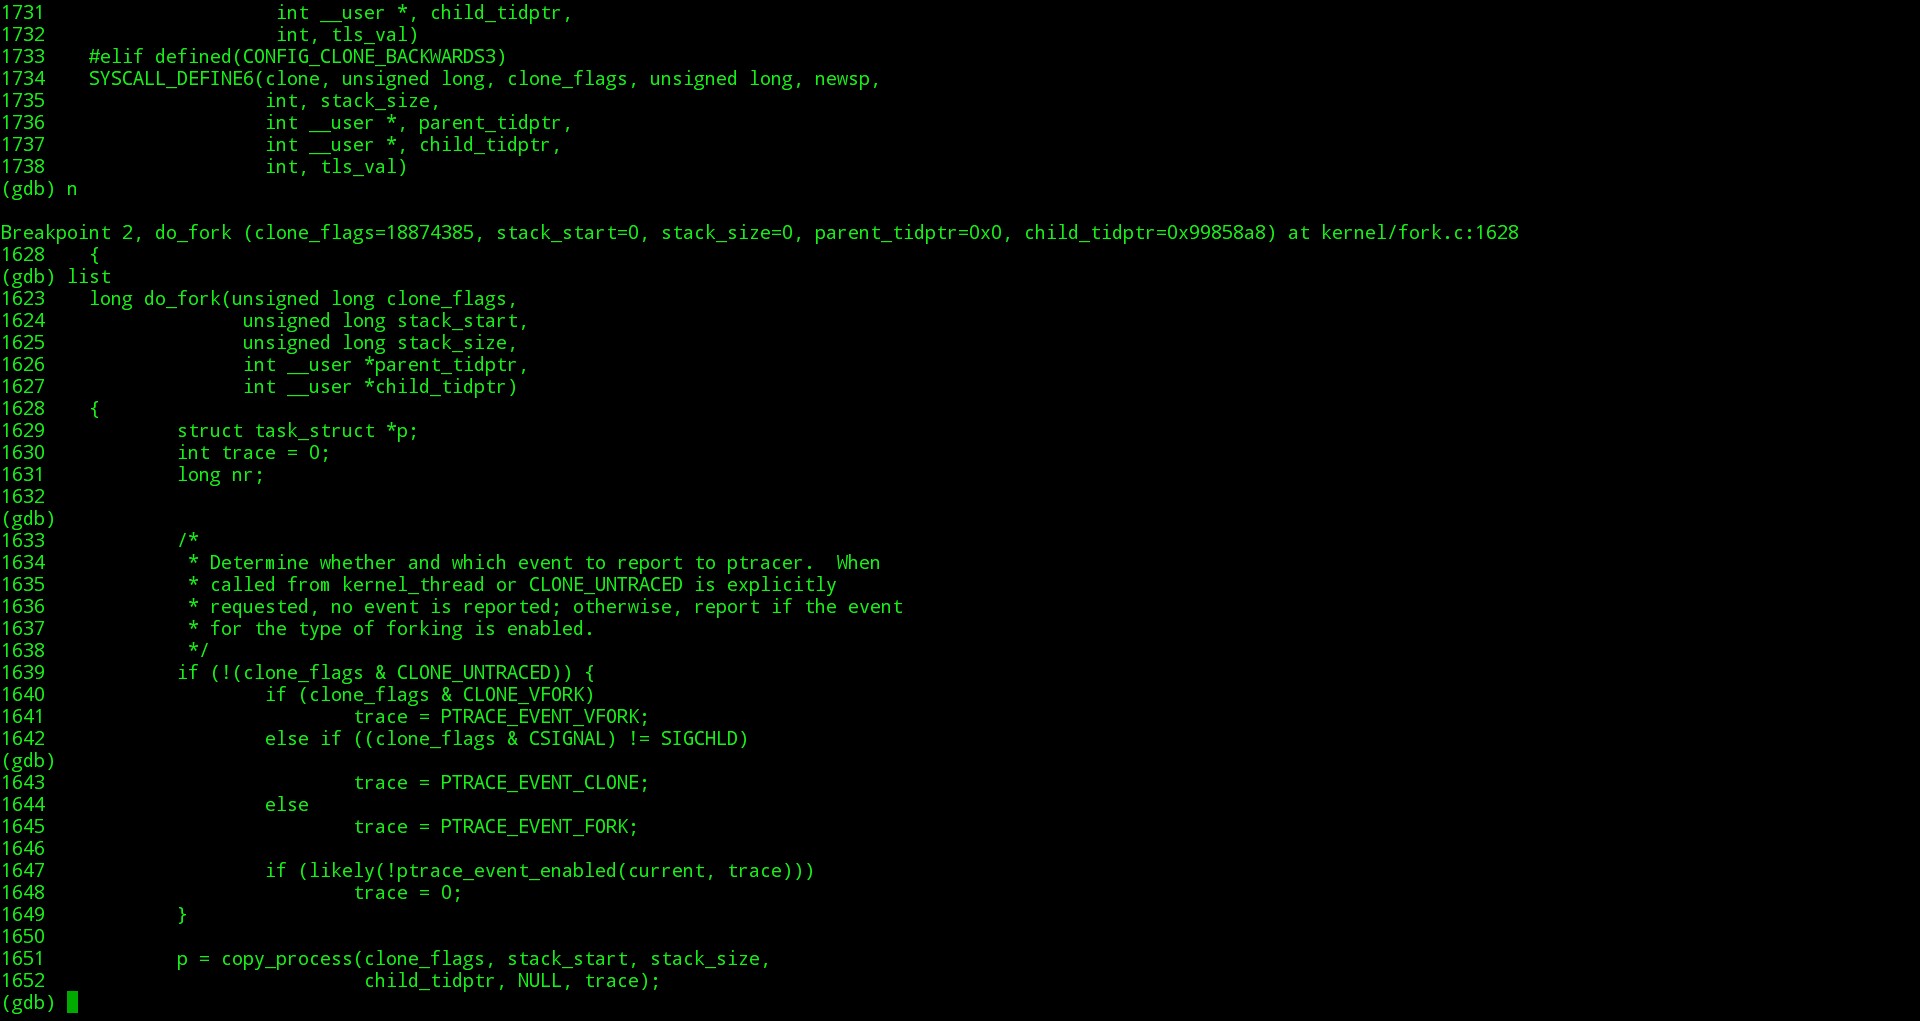 1731                     int __user *, child_tidptr,
1732                     int, tls_val)
1733    #elif defined(CONFIG_CLONE_BACKWARDS3)
1734    SYSCALL_DEFINE6(clone, unsigned long, clone_flags, unsigned long, newsp,
1735                    int, stack_size,
1736                    int __user *, parent_tidptr,
1737                    int __user *, child_tidptr,
1738                    int, tls_val)
(gdb) n

Breakpoint 2, do_fork (clone_flags=18874385, stack_start=0, stack_size=0, parent_tidptr=0x0, child_tidptr=0x99858a8) at kernel/fork.c:1628
1628    {
(gdb) list
1623    long do_fork(unsigned long clone_flags,
1624                  unsigned long stack_start,
1625                  unsigned long stack_size,
1626                  int __user *parent_tidptr,
1627                  int __user *child_tidptr)
1628    {
1629            struct task_struct *p;
1630            int trace = 0;
1631            long nr;
1632
(gdb)
1633            /*
1634             * Determine whether and which event to report to ptracer.  When
1635             * called from kernel_thread or CLONE_UNTRACED is explicitly
1636             * requested, no event is reported; otherwise, report if the event
1637             * for the type of forking is enabled.
1638             */
1639            if (!(clone_flags & CLONE_UNTRACED)) {
1640                    if (clone_flags & CLONE_VFORK)
1641                            trace = PTRACE_EVENT_VFORK;
1642                    else if ((clone_flags & CSIGNAL) != SIGCHLD)
(gdb)
1643                            trace = PTRACE_EVENT_CLONE;
1644                    else
1645                            trace = PTRACE_EVENT_FORK;
1646
1647                    if (likely(!ptrace_event_enabled(current, trace)))
1648                            trace = 0;
1649            }
1650
1651            p = copy_process(clone_flags, stack_start, stack_size,
1652                             child_tidptr, NULL, trace);
(gdb)